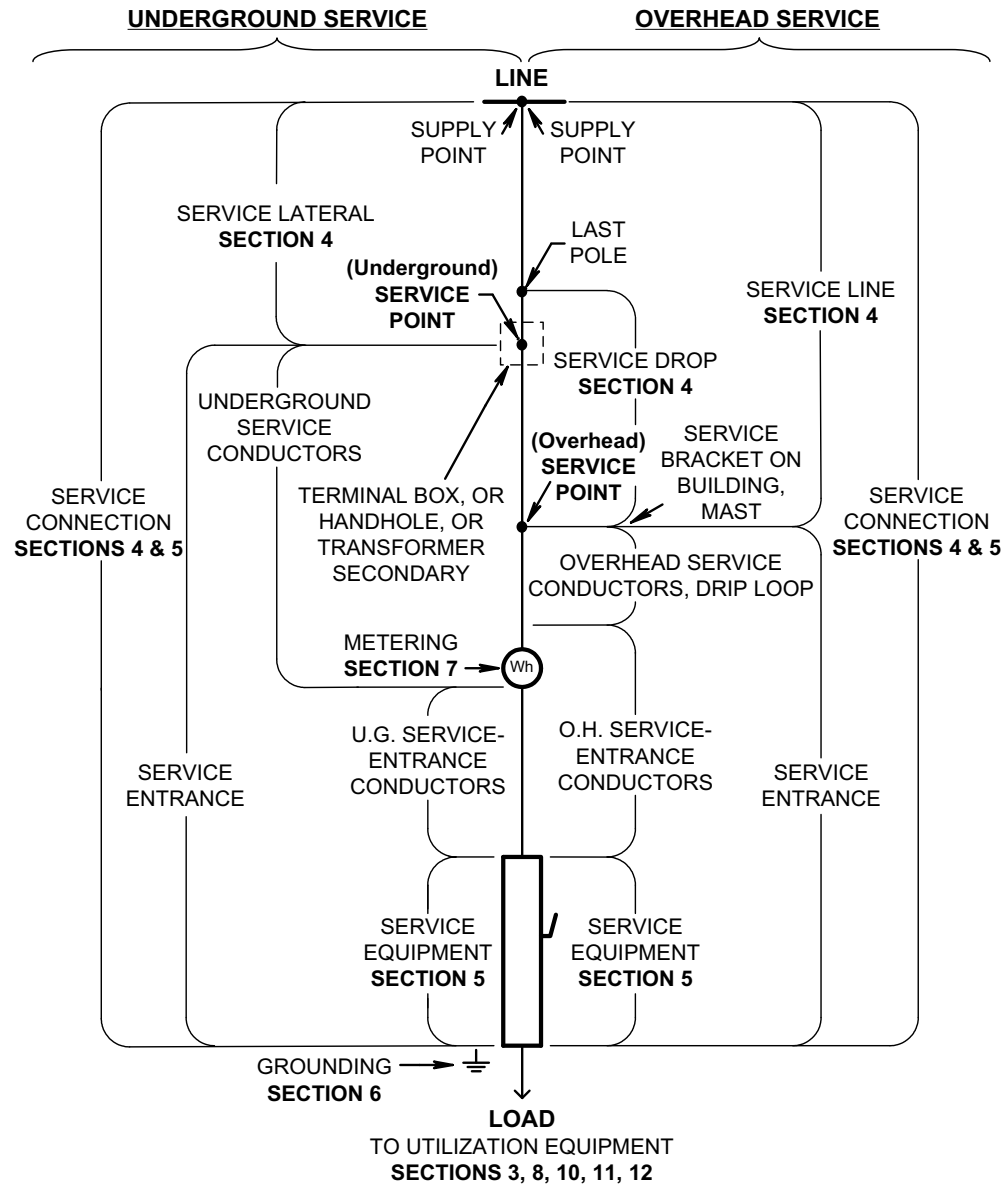 UNDERGROUND SERVICE
OVERHEAD SERVICE
LINE
SUPPLY
POINT
SUPPLY
POINT
SERVICE LATERAL
SECTION 4
LAST
POLE
(Underground)
SERVICE
POINT
SERVICE LINE
SECTION 4
SERVICE DROP
SECTION 4
UNDERGROUND
SERVICE
CONDUCTORS
(Overhead)
SERVICE
POINT
SERVICE
BRACKET ON
BUILDING,
MAST
SERVICE
CONNECTION
SECTIONS 4 & 5
TERMINAL BOX, OR
HANDHOLE, OR
TRANSFORMER
SECONDARY
SERVICE
CONNECTION
SECTIONS 4 & 5
OVERHEAD SERVICE
CONDUCTORS, DRIP LOOP
METERING
SECTION 7
Wh
U.G. SERVICE-
ENTRANCE
CONDUCTORS
O.H. SERVICE-
ENTRANCE
CONDUCTORS
SERVICE
ENTRANCE
SERVICE
ENTRANCE
SERVICE
EQUIPMENT
SECTION 5
SERVICE
EQUIPMENT
SECTION 5
GROUNDING
SECTION 6
LOAD
TO UTILIZATION EQUIPMENT
SECTIONS 3, 8, 10, 11, 12